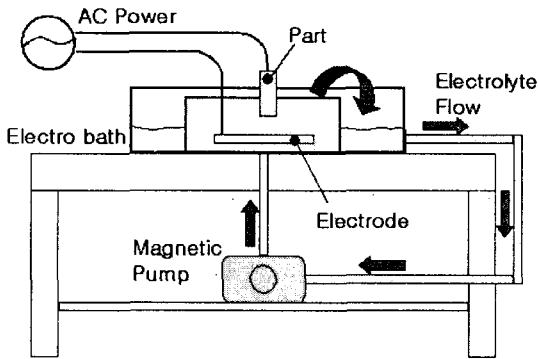 AC Power
Part
Electrolyte
Flow
Electro bath
Electrode
Magnetic
Pump